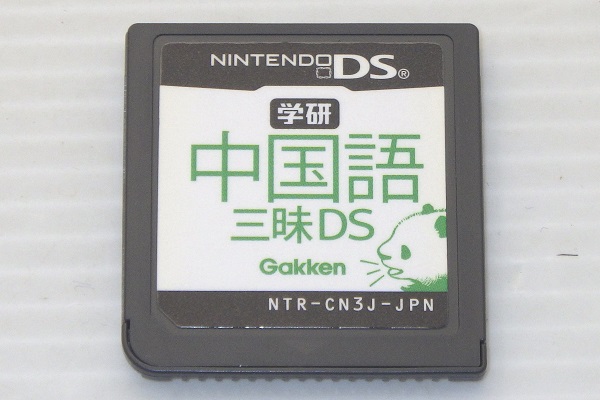 NINTENDO DS®
学研
中国語
三昧DS
Gakken
NTR-CN3J-JPN